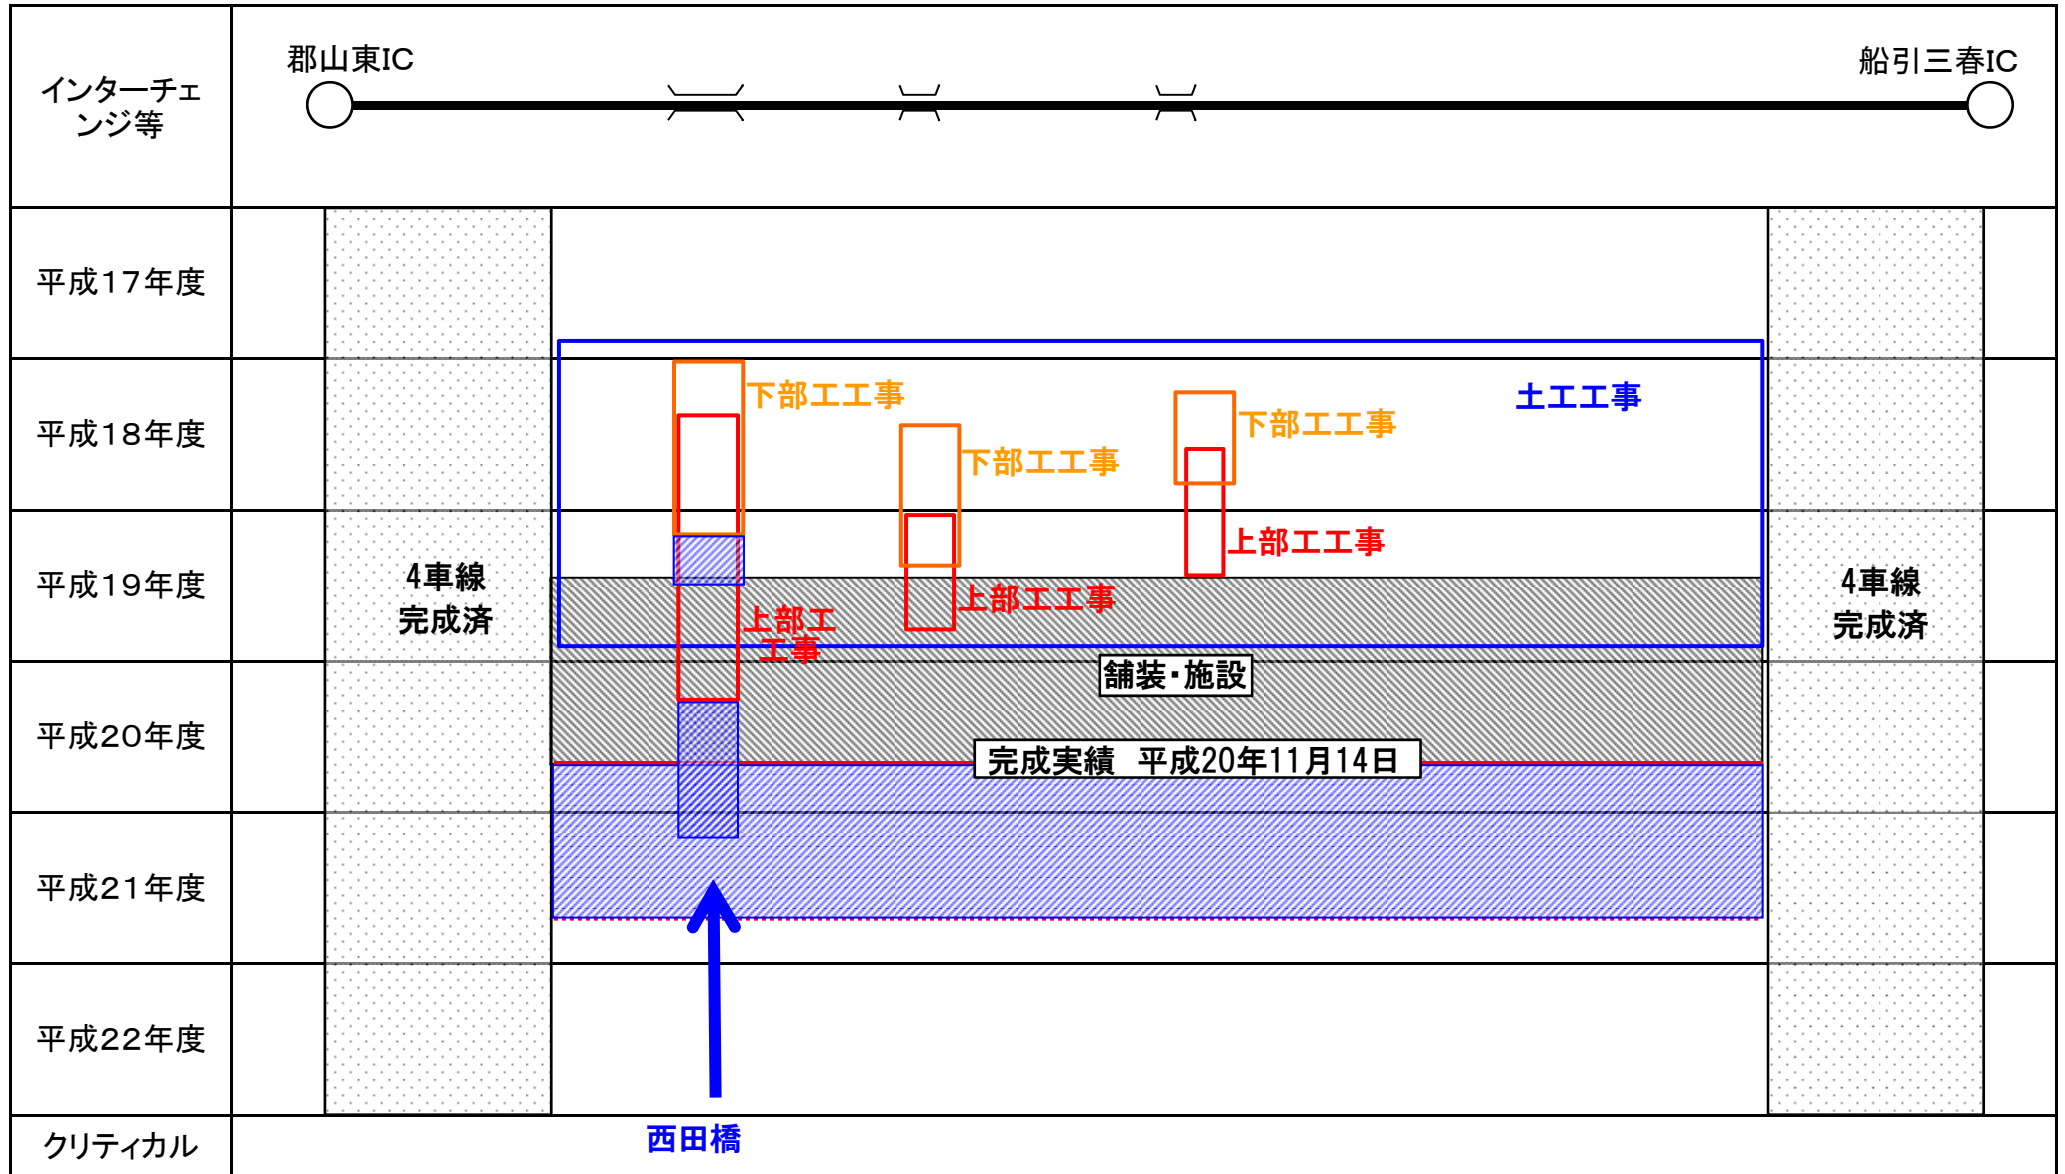 郡山東IC
船引三春IC
インターチェ
ンジ等
平成17年度
平成18年度
下部工工事
土工工事
下部工工事
下部工工事
平成19年度
上部工工事
4車線
完成済
上部工工事
上部工
工事
4車線
完成済
舗装・施設
平成20年度
完成実績 平成20年11月14日
平成21年度
平成22年度
クリティカル
西田橋